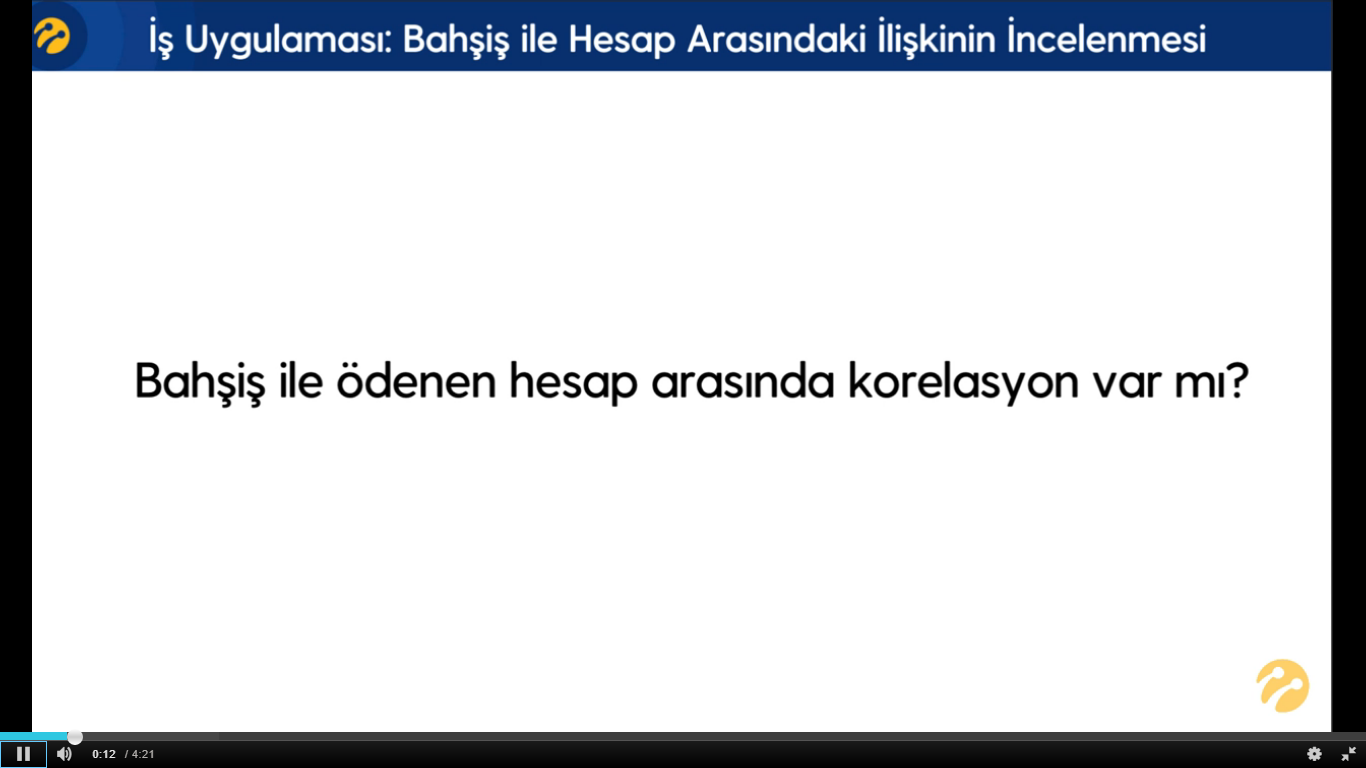 İş Uygulaması: Bahşiş ile Hesap Arasındaki İlişkinin İncelenmesi
Bahşiş ile ödenen hesap arasında korelasyon var mı?
0:12 / 4:21